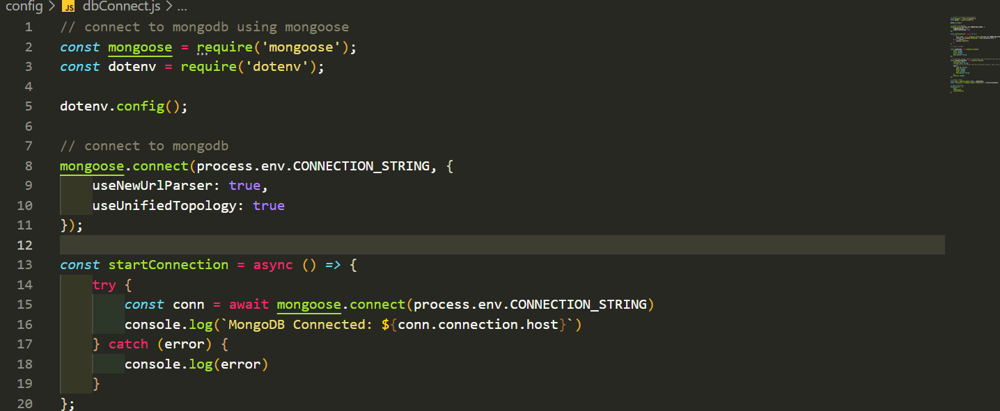 config > JS dbConnect.js > ...
1 // connect to mongodb using mongoose
2 const mongoose = require('mongoose');
3 const dotenv = require('dotenv');
4
5 dotenv.config();
6
7 // connect to mongodb
8 mongoose.connect(process.env.CONNECTION_STRING, {
9     useNewUrlParser: true,
10     useUnifiedTopology: true
11 });
12
13 const startConnection = async () => {
14     try {
15         const conn = await mongoose.connect(process.env.CONNECTION_STRING)
16         console.log(`MongoDB Connected: ${conn.connection.host}`)
17     } catch (error) {
18         console.log(error)
19     }
20 };